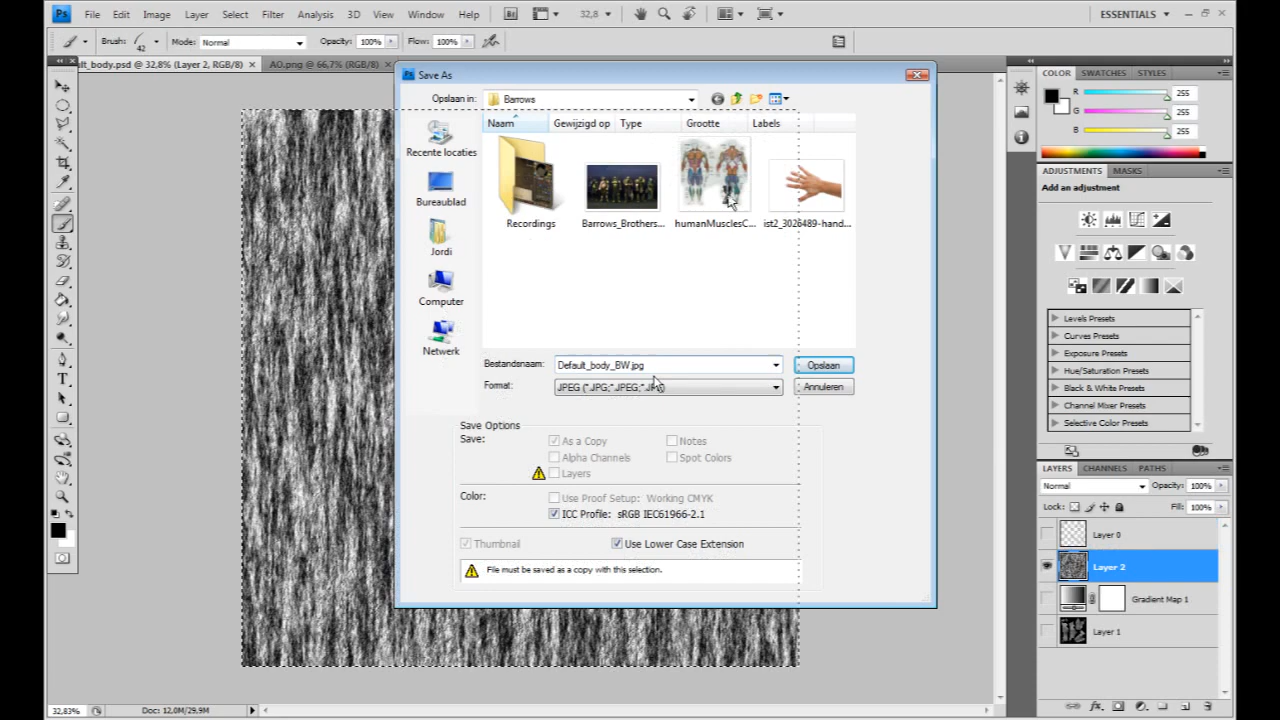 Ps File Edit Image Layer Select Filter Analysis 3D View Window Help Br 32,8 ESSENTIALS
Brush: 42 Mode: Normal Opacity: 100% Flow: 100%
ult_body.psd @ 32,8% (Layer 2, RGB/8) AO.png @ 66,7% (RGB/8)
Save As
Opslaan in: Barrows
Naam Gewijzigd op Type Grootte Labels
Recente locaties
Bureaublad
Jordi
Computer
Netwerk
Recordings Barrows_Brothers... humanMusclesC... ist2_3026489-hand...
Bestandsnaam: Default_body_BW.jpg Opslaan
Format: JPEG (*.JPG;*.JPEG;*.JPE) Annuleren
Save Options
Save: As a Copy Notes
Alpha Channels Spot Colors
Layers
Color: Use Proof Setup: Working CMYK
ICC Profile: sRGB IEC61966-2.1
Thumbnail Use Lower Case Extension
File must be saved as a copy with this selection.
COLOR SWATCHES STYLES
R 255
G 255
B 255
ADJUSTMENTS MASKS
Add an adjustment
Levels Presets
Curves Presets
Exposure Presets
Hue/Saturation Presets
Black & White Presets
Channel Mixer Presets
Selective Color Presets
LAYERS CHANNELS PATHS
Normal Opacity: 100%
Lock: Fill: 100%
Layer 0
Layer 2
Gradient Map 1
Layer 1
32,83% Doc: 12,0M/29,9M